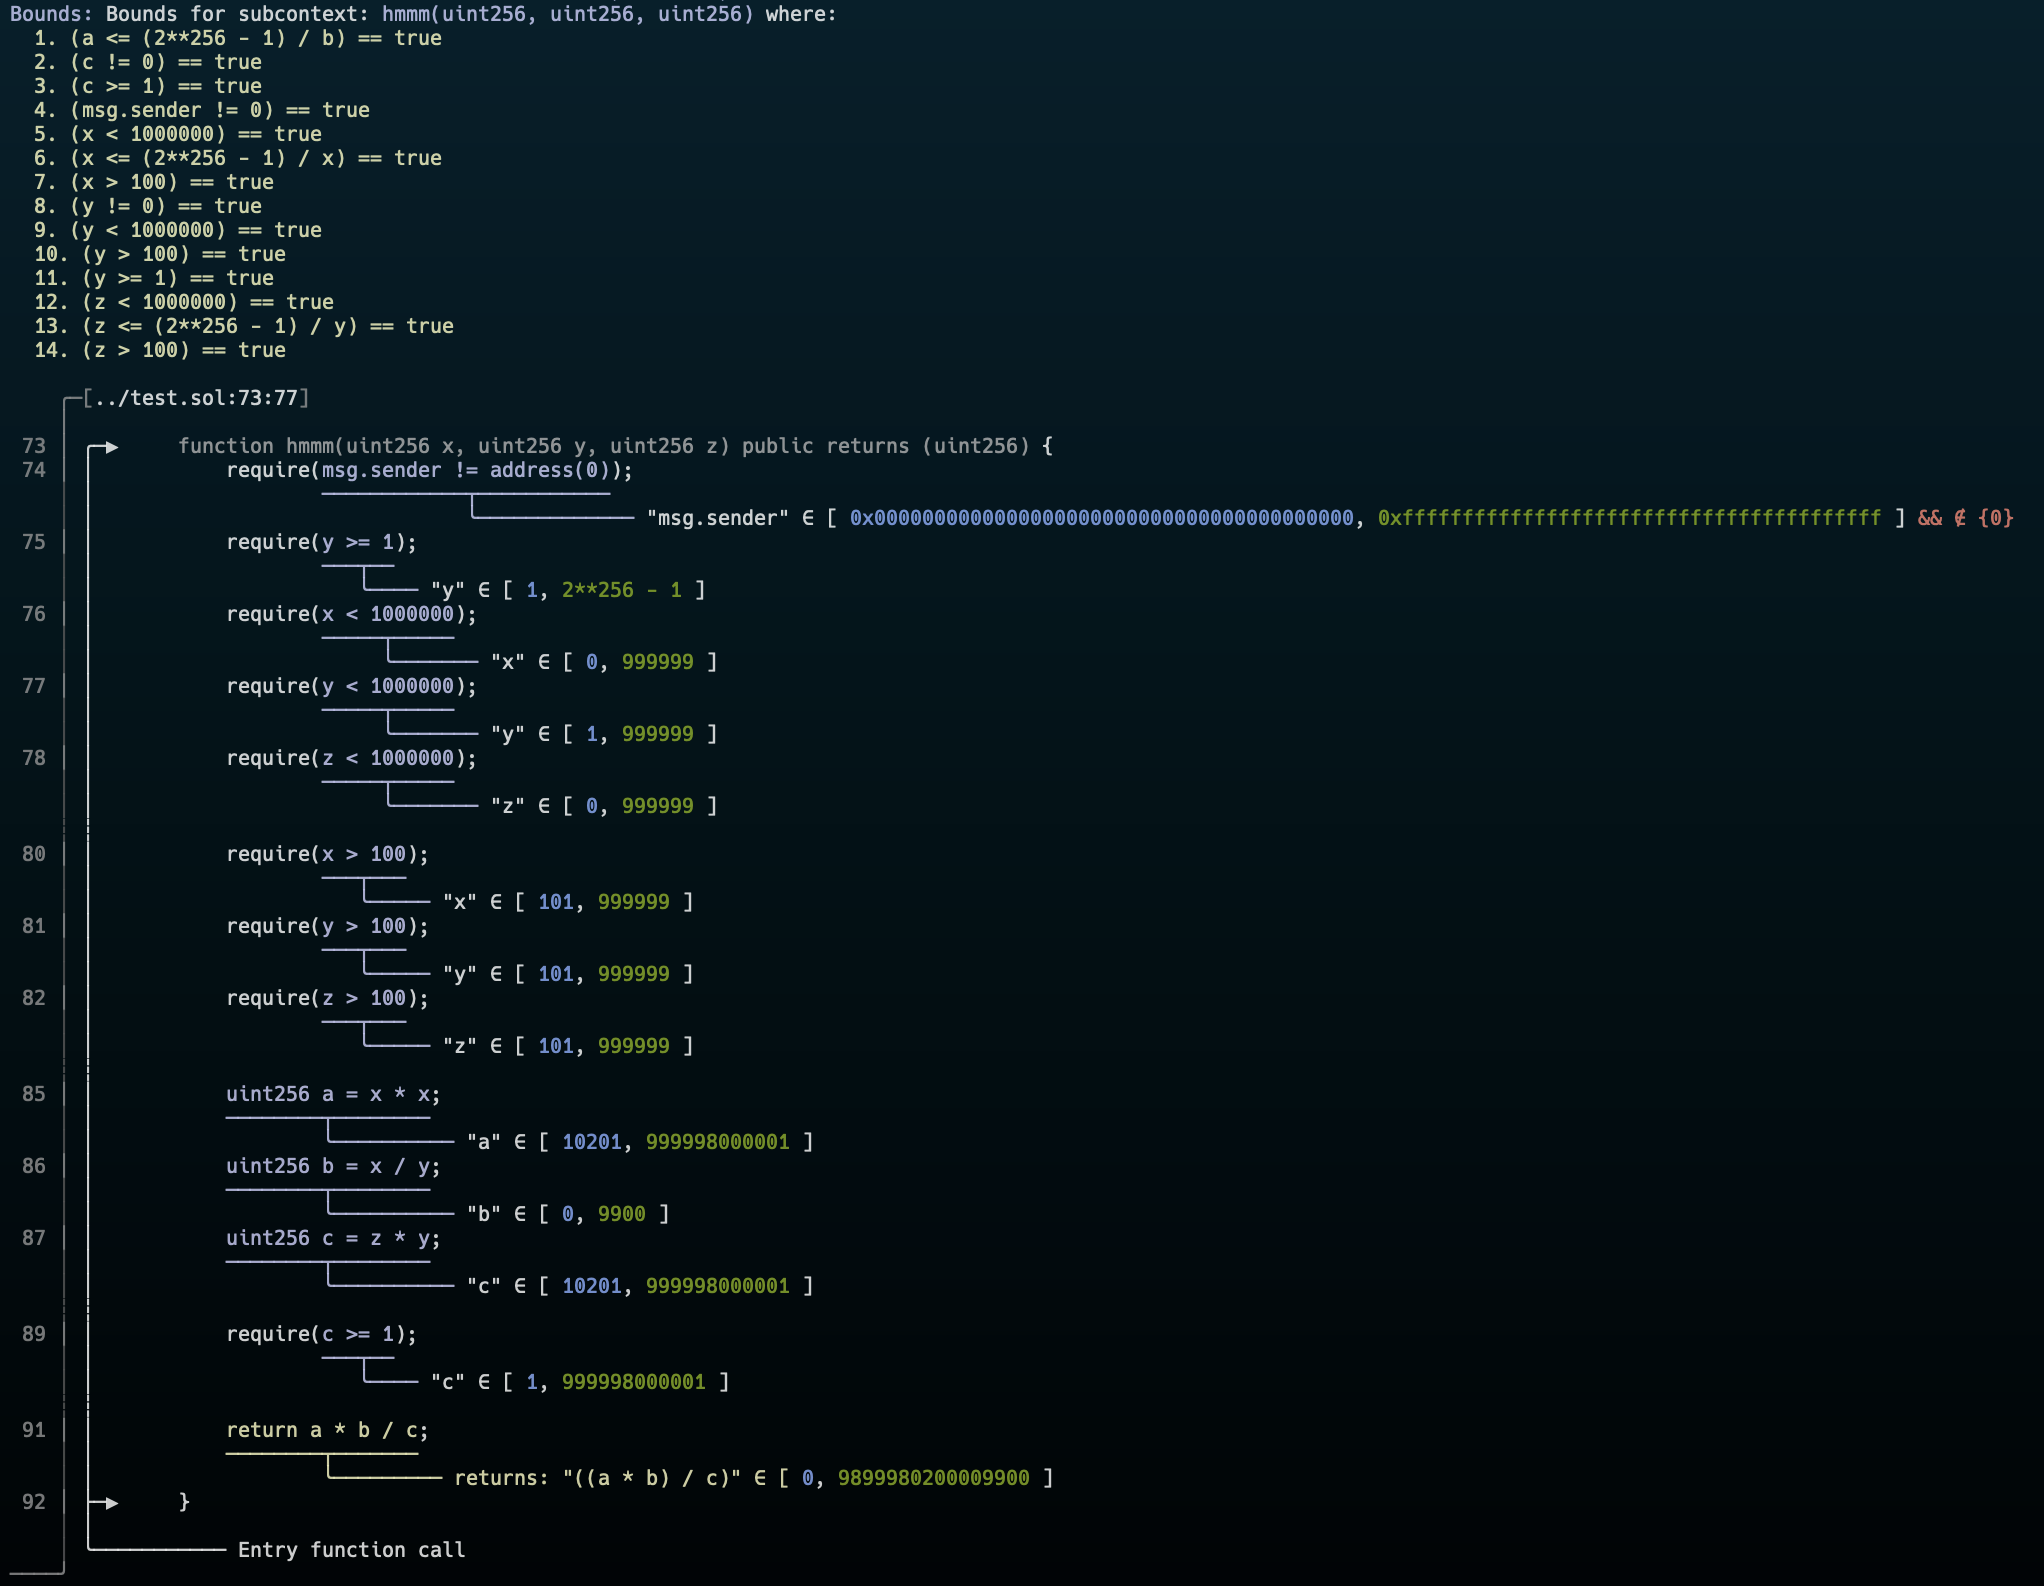 Bounds: Bounds for subcontext: hmmm(uint256, uint256, uint256) where:
1. (a <= (2**256 - 1) / b) == true
2. (c != 0) == true
3. (c >= 1) == true
4. (msg.sender != 0) == true
5. (x < 1000000) == true
6. (x <= (2**256 - 1) / x) == true
7. (x > 100) == true
8. (y != 0) == true
9. (y < 1000000) == true
10. (y > 100) == true
11. (y >= 1) == true
12. (z < 1000000) == true
13. (z <= (2**256 - 1) / y) == true
14. (z > 100) == true
[../test.sol:73:77]
73 function hmmm(uint256 x, uint256 y, uint256 z) public returns (uint256) {
74 require(msg.sender != address(0));
"msg.sender" ∈ [ 0x0000000000000000000000000000000000000000, 0xffffffffffffffffffffffffffffffffffffffff ] && ∉ {0}
75 require(y >= 1);
"y" ∈ [ 1, 2**256 - 1 ]
76 require(x < 1000000);
"x" ∈ [ 0, 999999 ]
77 require(y < 1000000);
"y" ∈ [ 1, 999999 ]
78 require(z < 1000000);
"z" ∈ [ 0, 999999 ]
80 require(x > 100);
"x" ∈ [ 101, 999999 ]
81 require(y > 100);
"y" ∈ [ 101, 999999 ]
82 require(z > 100);
"z" ∈ [ 101, 999999 ]
85 uint256 a = x * x;
"a" ∈ [ 10201, 999998000001 ]
86 uint256 b = x / y;
"b" ∈ [ 0, 9900 ]
87 uint256 c = z * y;
"c" ∈ [ 10201, 999998000001 ]
89 require(c >= 1);
"c" ∈ [ 1, 999998000001 ]
91 return a * b / c;
returns: "((a * b) / c)" ∈ [ 0, 9899980200009900 ]
92 }
Entry function call